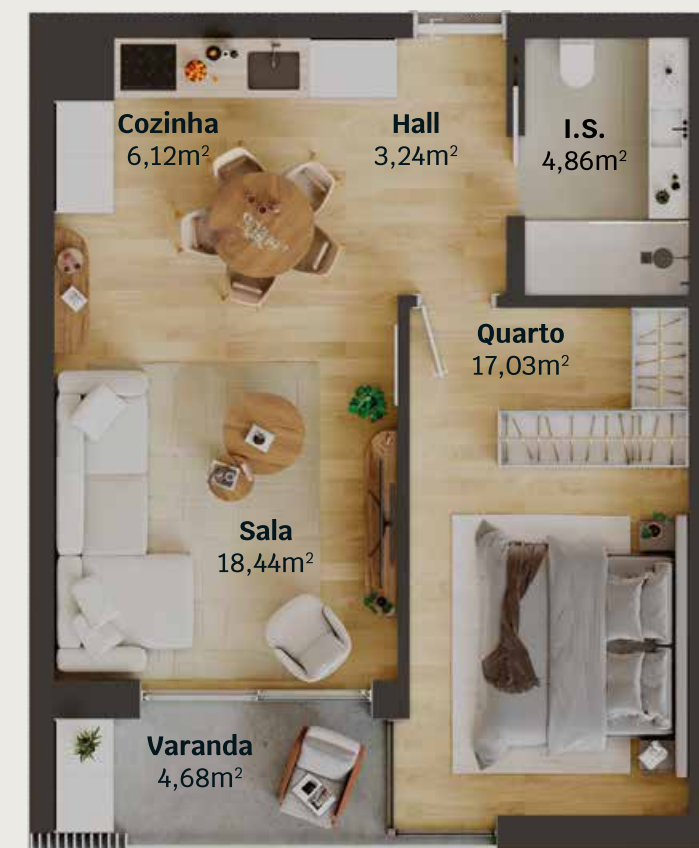 Cozinha
6,12m²
Hall
3,24m²
I.S.
4,86m²
Quarto
17,03m²
Sala
18,44m²
Varanda
4,68m²